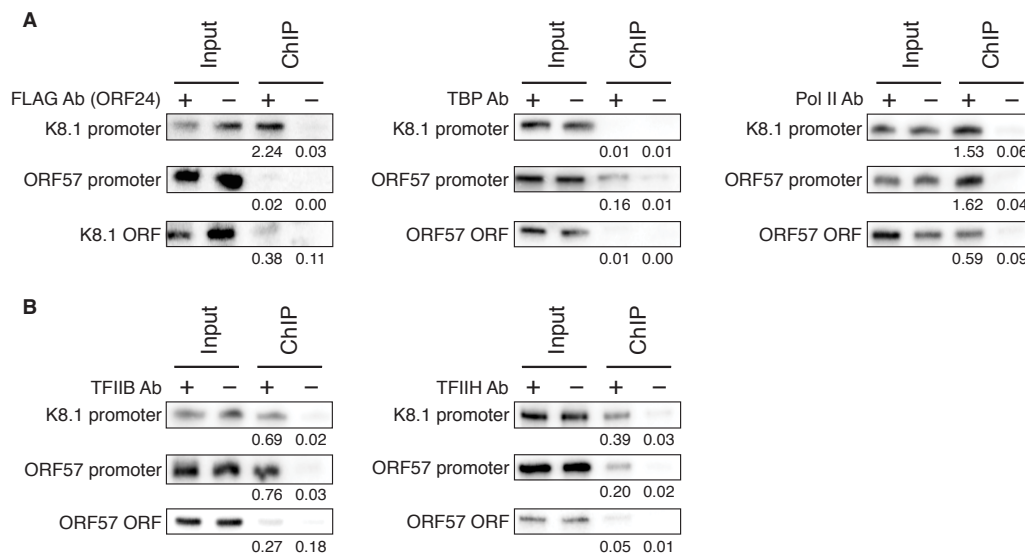 A
Input ChIP
FLAG Ab (ORF24) + − + −
K8.1 promoter
2.24 0.03
ORF57 promoter
0.02 0.00
K8.1 ORF
0.38 0.11
Input ChIP
TBP Ab + − + −
K8.1 promoter
0.01 0.01
ORF57 promoter
0.16 0.01
ORF57 ORF
0.01 0.00
Input ChIP
Pol II Ab + − + −
K8.1 promoter
1.53 0.06
ORF57 promoter
1.62 0.04
ORF57 ORF
0.59 0.09
B
Input ChIP
TFIIB Ab + − + −
K8.1 promoter
0.69 0.02
ORF57 promoter
0.76 0.03
ORF57 ORF
0.27 0.18
Input ChIP
TFIIH Ab + − + −
K8.1 promoter
0.39 0.03
ORF57 promoter
0.20 0.02
ORF57 ORF
0.05 0.01